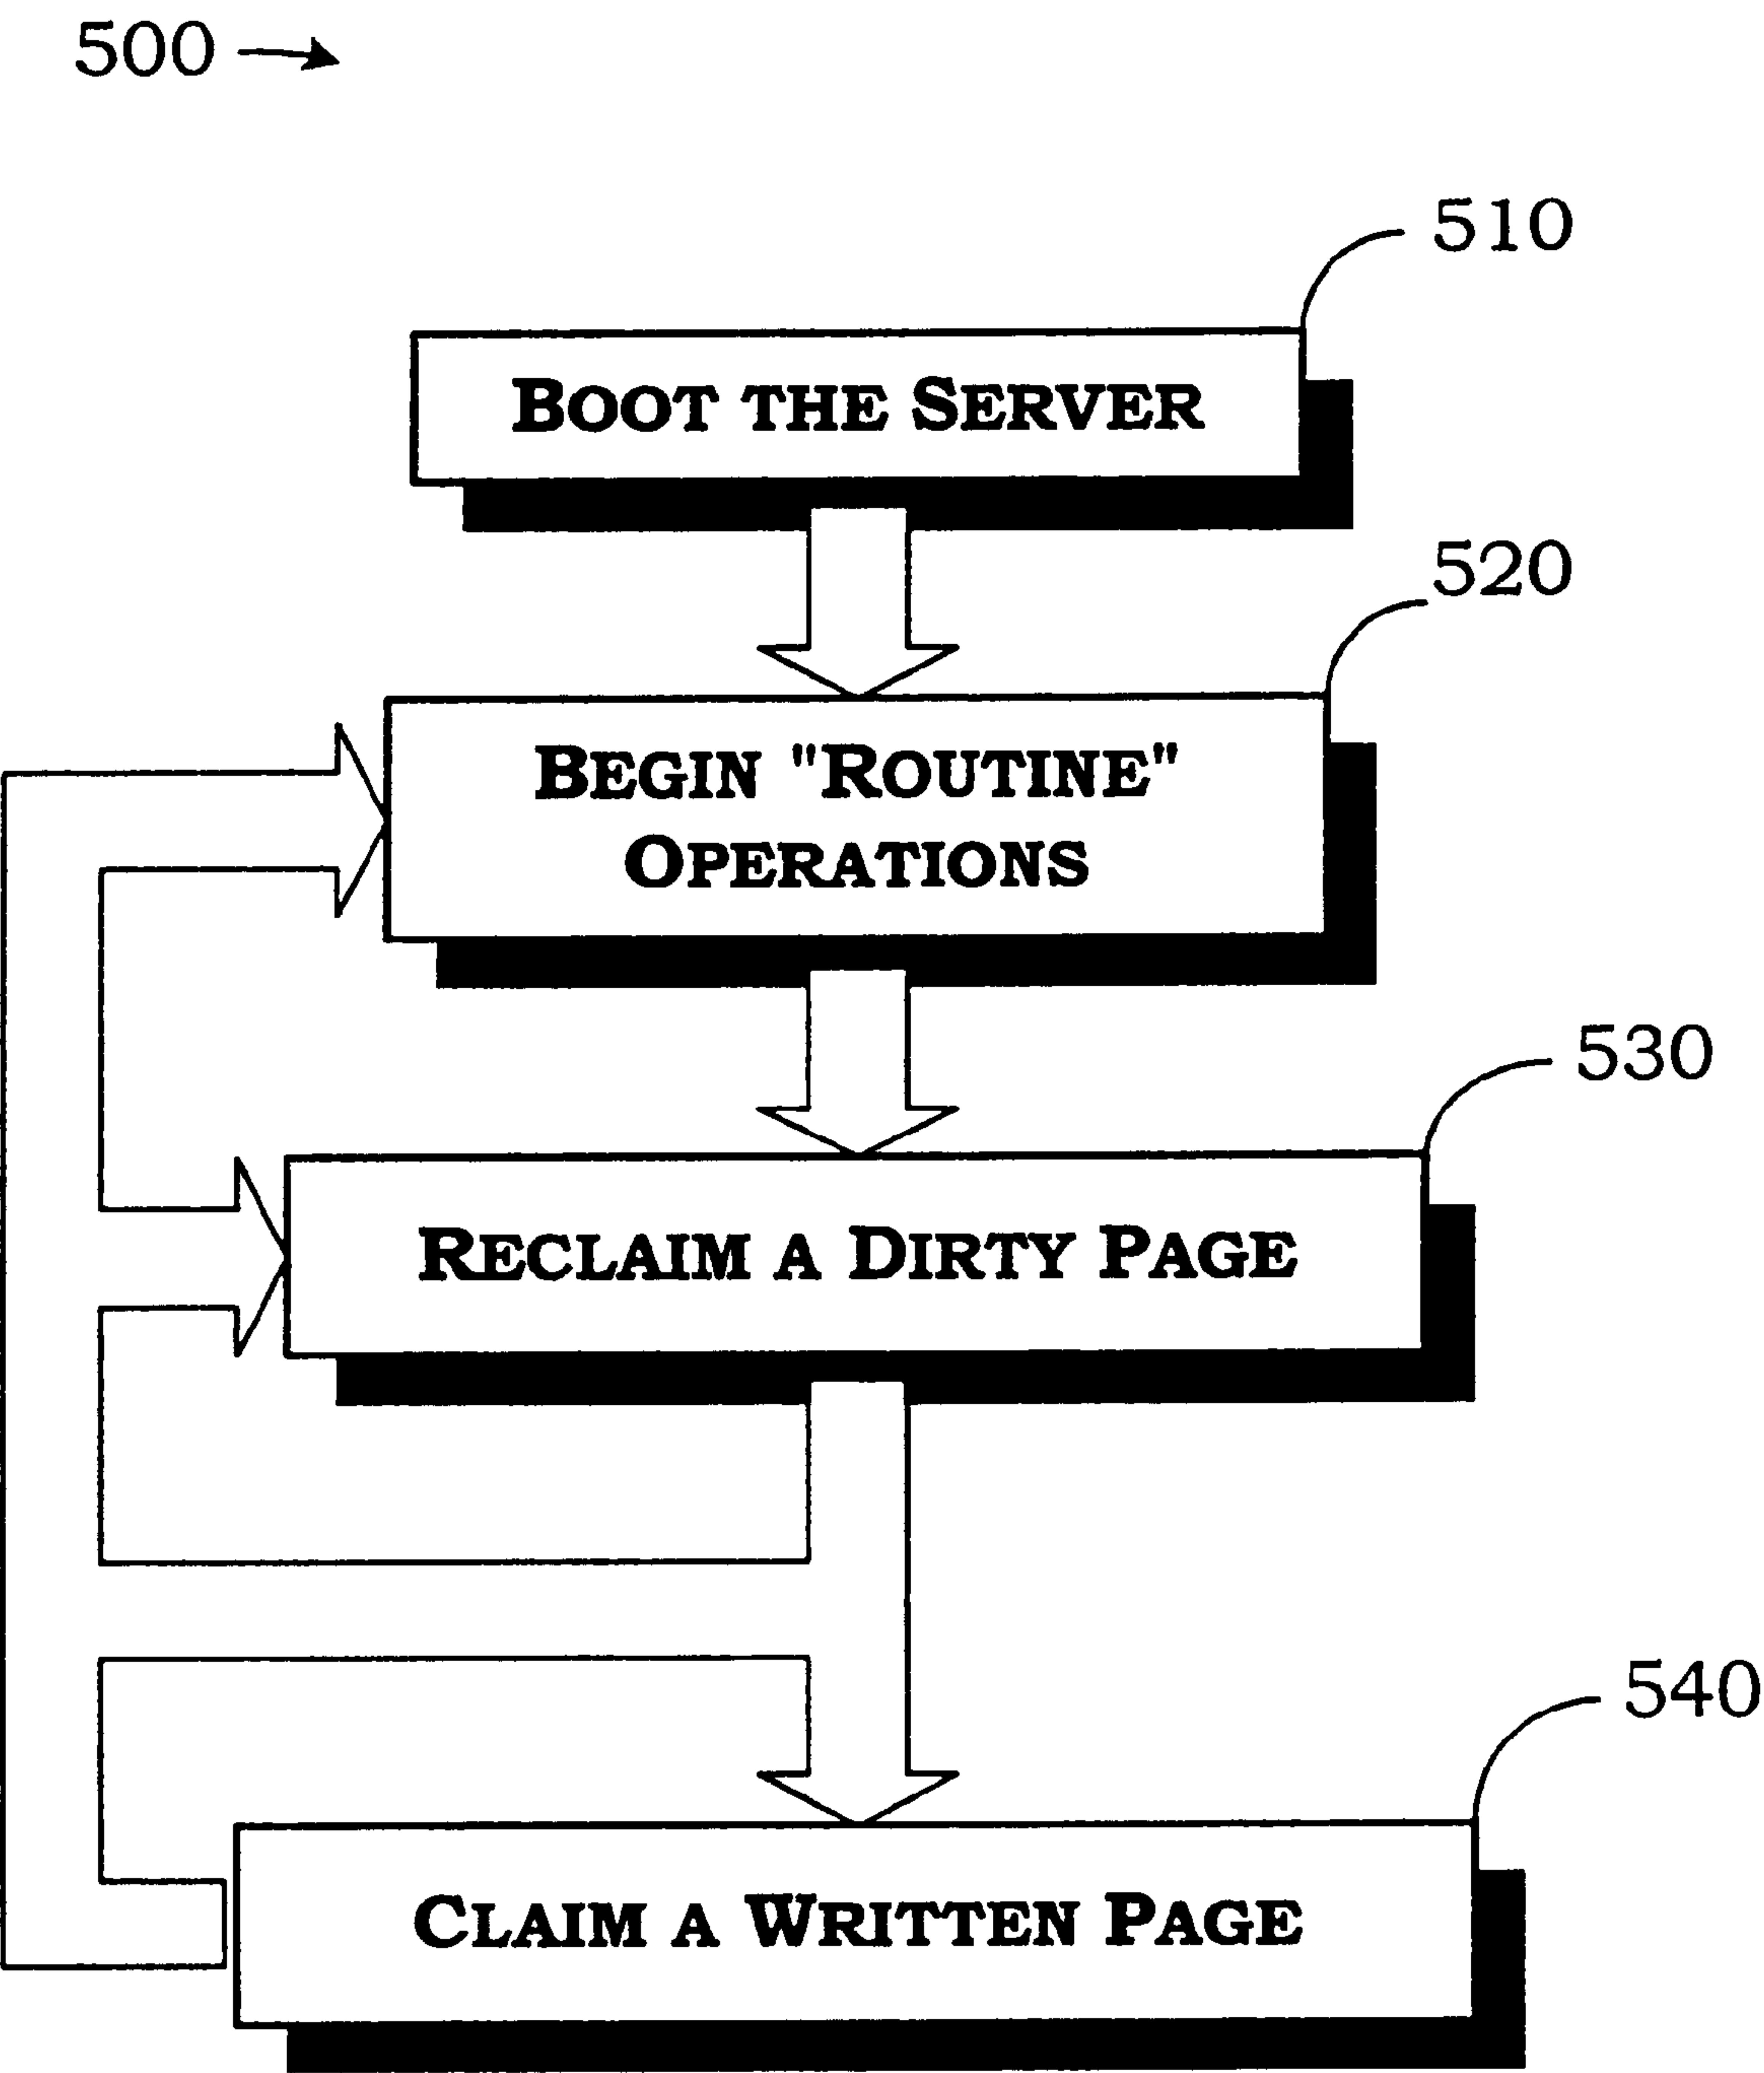 500
510
BOOT THE SERVER
520
BEGIN "ROUTINE"
OPERATIONS
530
RECLAIM A DIRTY PAGE
540
CLAIM A WRITTEN PAGE